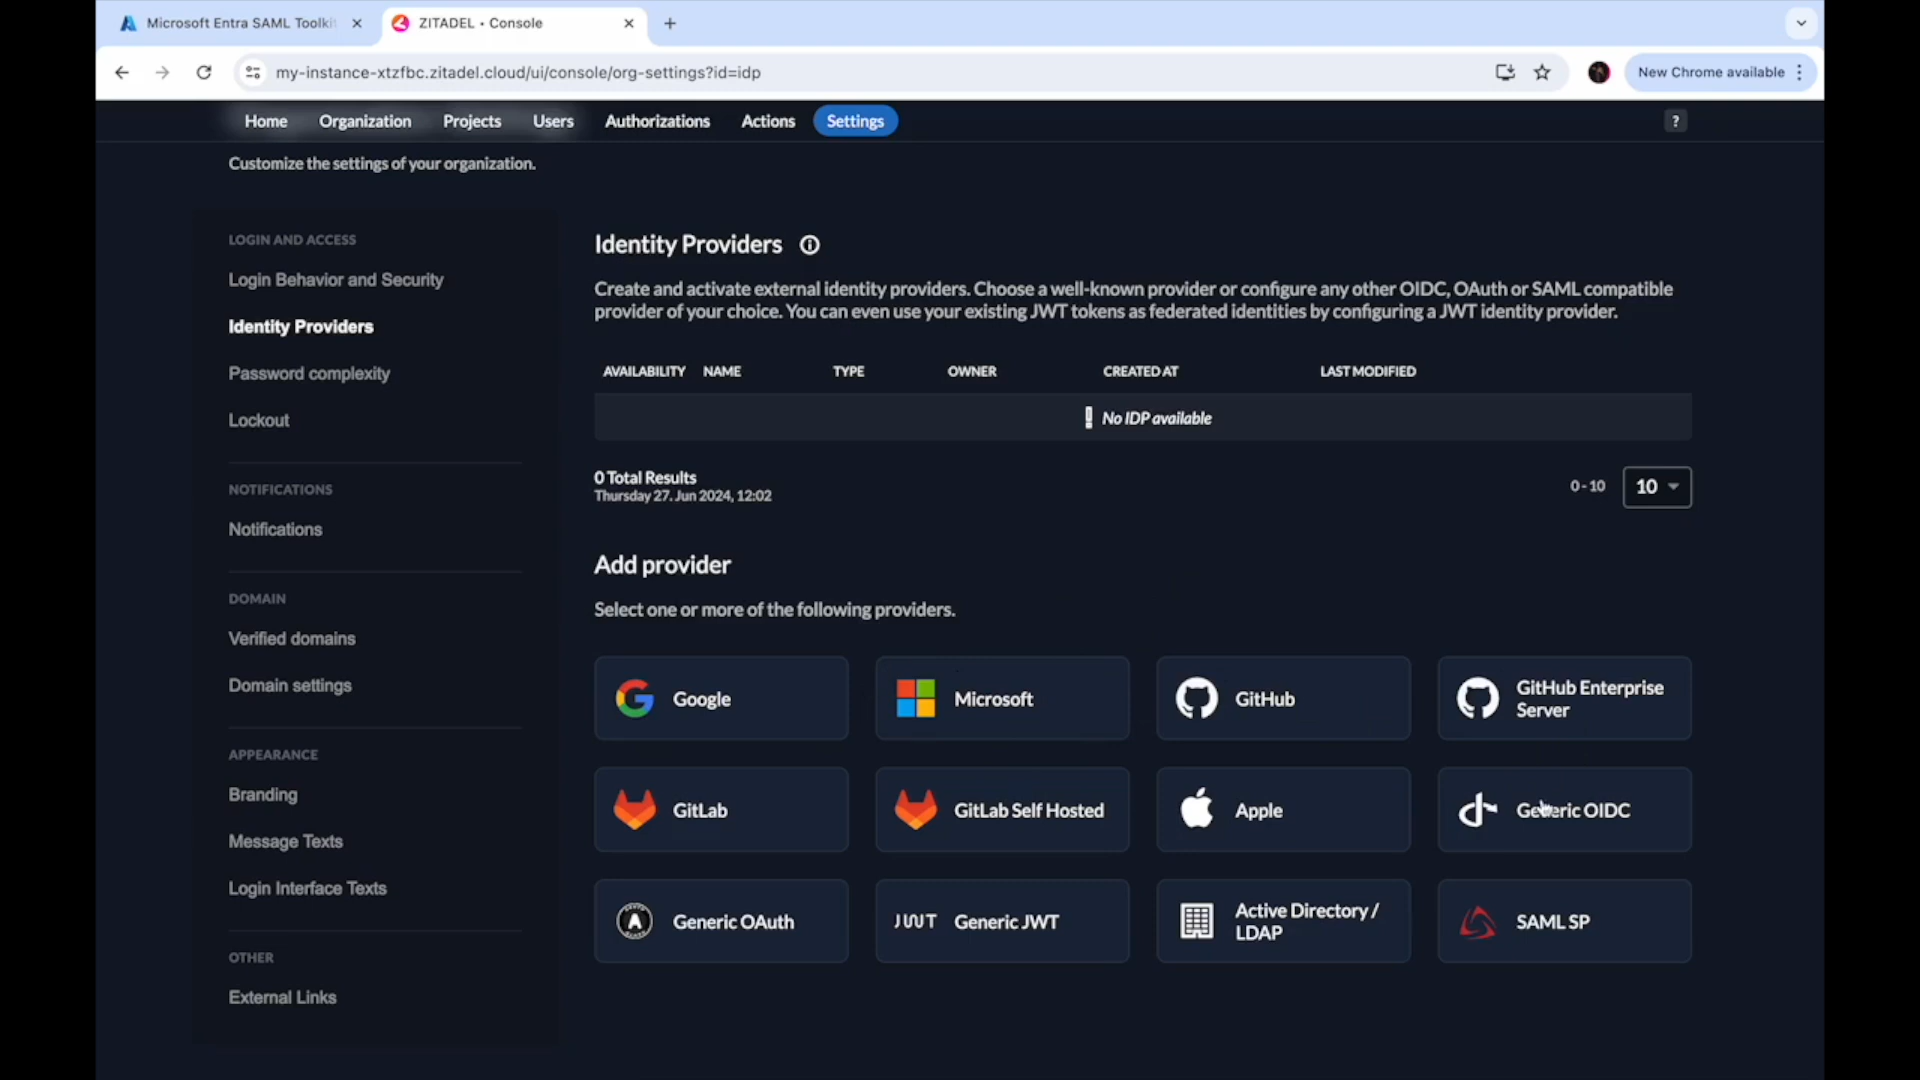 Microsoft Entra SAML Toolkit
ZITADEL • Console
my-instance-xtzfbc.zitadel.cloud/ui/console/org-settings?id=idp
New Chrome available
Home
Organization
Projects
Users
Authorizations
Actions
Settings
?
Customize the settings of your organization.
LOGIN AND ACCESS
Login Behavior and Security
Identity Providers
Password complexity
Lockout
NOTIFICATIONS
Notifications
DOMAIN
Verified domains
Domain settings
APPEARANCE
Branding
Message Texts
Login Interface Texts
OTHER
External Links
Identity Providers
Create and activate external identity providers. Choose a well-known provider or configure any other OIDC, OAuth or SAML compatible
provider of your choice. You can even use your existing JWT tokens as federated identities by configuring a JWT identity provider.
AVAILABILITY NAME TYPE OWNER CREATED AT LAST MODIFIED
No IDP available
0 Total Results
Thursday 27. Jun 2024, 12:02
0 - 10
10
Add provider
Select one or more of the following providers.
Google
Microsoft
GitHub
GitHub Enterprise
Server
GitLab
GitLab Self Hosted
Apple
Generic OIDC
A
Generic OAuth
JWT
Generic JWT
Active Directory /
LDAP
SAML SP